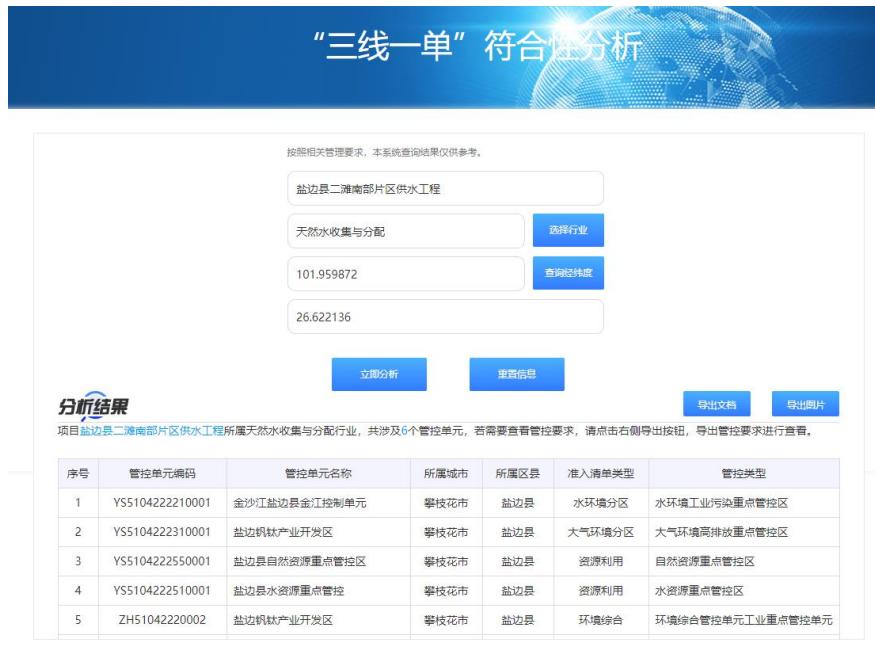 “三线一单”符合性分析
按照相关管理要求，本系统查询结果仅供参考。
盐边县二滩南部片区供水工程
天然水收集与分配
选择行业
101.959872
查询经纬度
26.622136
立即分析
重置信息
分析结果
导出文档
导出图片
项目盐边县二滩南部片区供水工程所属天然水收集与分配行业，共涉及6个管控单元，若需要查看管控要求，请点击右侧导出按钮，导出管控要求进行查看。
序号 管控单元编码 管控单元名称 所属城市 所属区县 准入清单类型 管控类型
1 YS5104222210001 金沙江盐边县金江控制单元 攀枝花市 盐边县 水环境分区 水环境工业污染重点管控区
2 YS5104222310001 盐边钒钛产业开发区 攀枝花市 盐边县 大气环境分区 大气环境高排放重点管控区
3 YS5104222550001 盐边县自然资源重点管控区 攀枝花市 盐边县 资源利用 自然资源重点管控区
4 YS5104222510001 盐边县水资源重点管控 攀枝花市 盐边县 资源利用 水资源重点管控区
5 ZH51042220002 盐边钒钛产业开发区 攀枝花市 盐边县 环境综合 环境综合管控单元工业重点管控单元